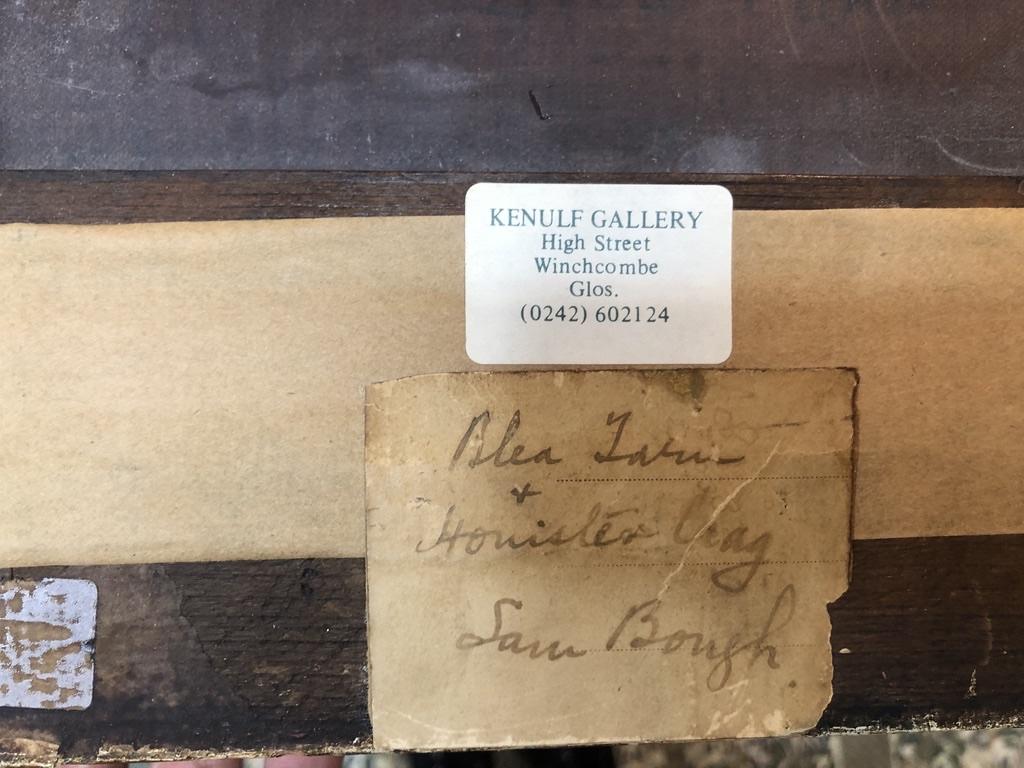 KENULF GALLERY
High Street
Winchcombe
Glos.
(0242) 602124
Blea Tarn
+
Honister Crag
Sam Bough.